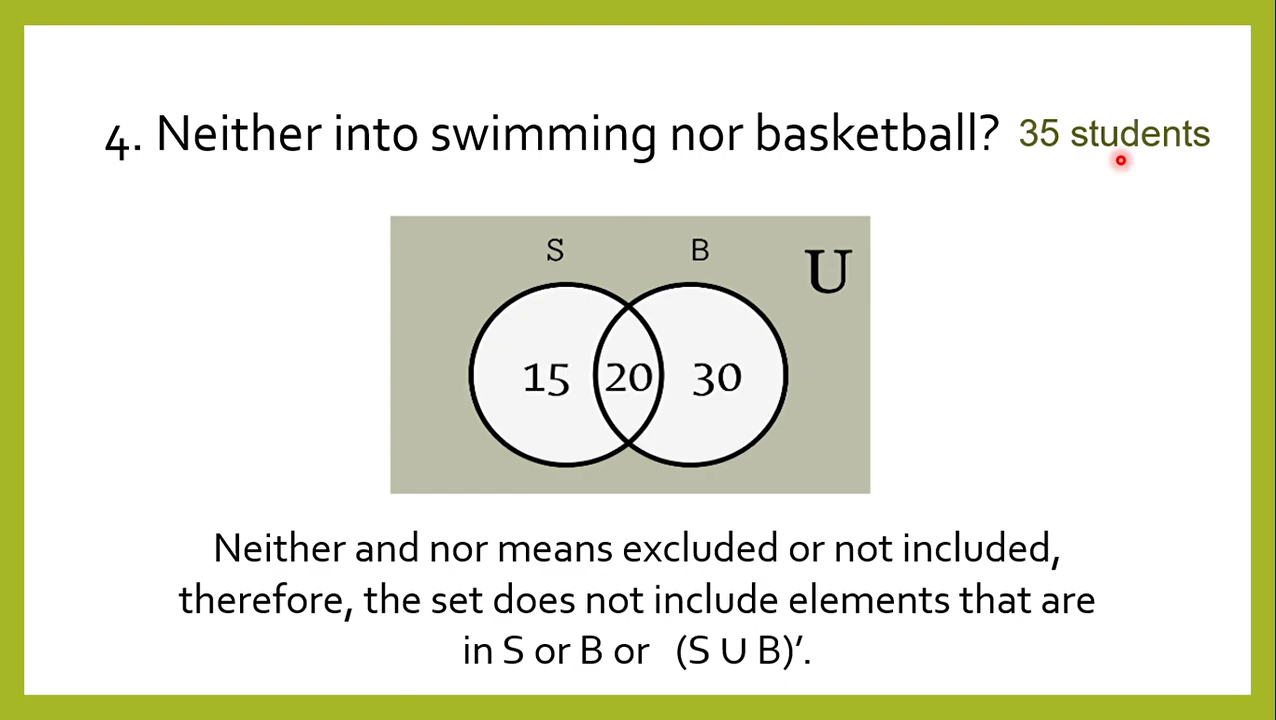 4. Neither into swimming nor basketball? 35 students
S B U
15 20 30
Neither and nor means excluded or not included,
therefore, the set does not include elements that are
in S or B or (S U B)’.